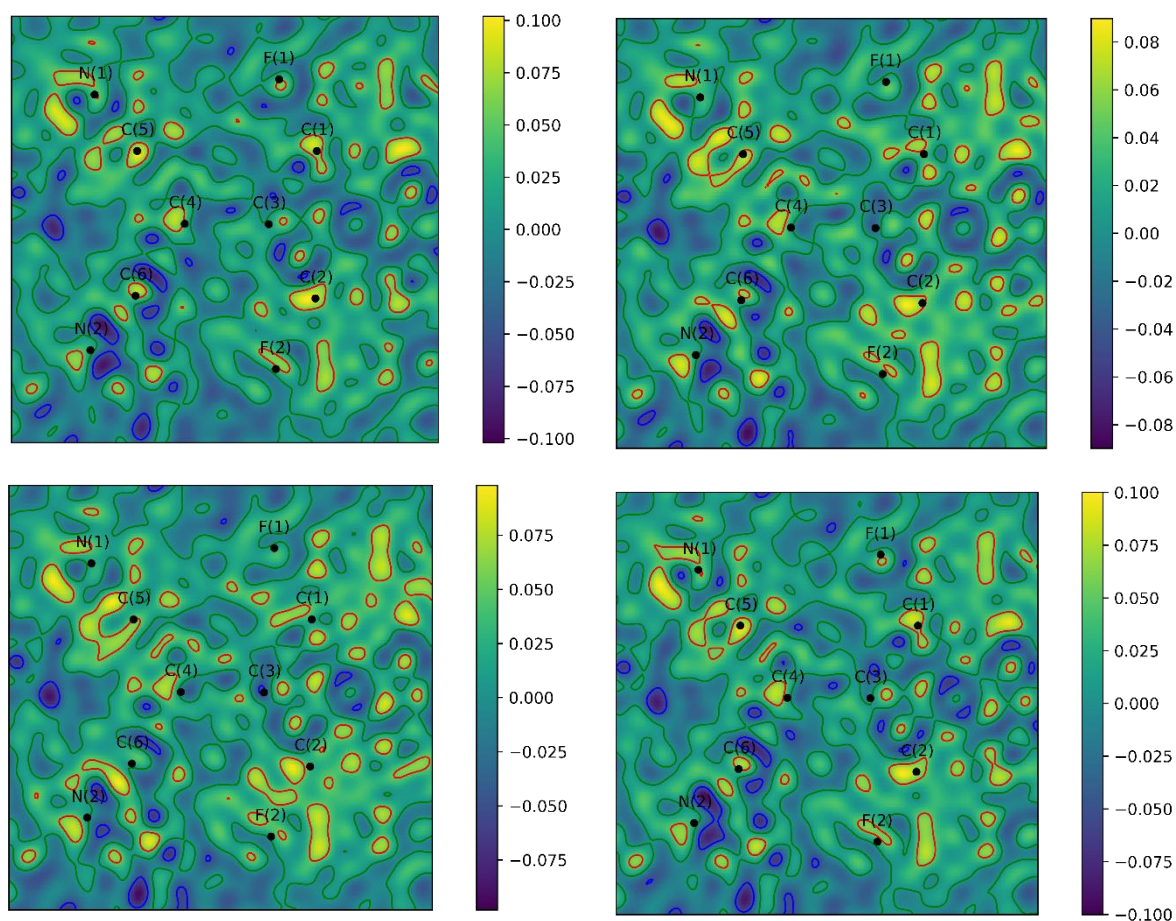 F(1)
N(1)
C(5)
C(1)
C(4)
C(3)
C(6)
C(2)
N(2)
F(2)
0.100
0.075
0.050
0.025
0.000
−0.025
−0.050
−0.075
−0.100
F(1)
N(1)
C(5)
C(1)
C(4)
C(3)
C(6)
C(2)
N(2)
F(2)
0.08
0.06
0.04
0.02
0.00
−0.02
−0.04
−0.06
−0.08
F(1)
N(1)
C(5)
C(1)
C(4)
C(3)
C(6)
C(2)
N(2)
F(2)
0.075
0.050
0.025
0.000
−0.025
−0.050
−0.075
F(1)
N(1)
C(5)
C(1)
C(4)
C(3)
C(6)
C(2)
N(2)
F(2)
0.100
0.075
0.050
0.025
0.000
−0.025
−0.050
−0.075
−0.100